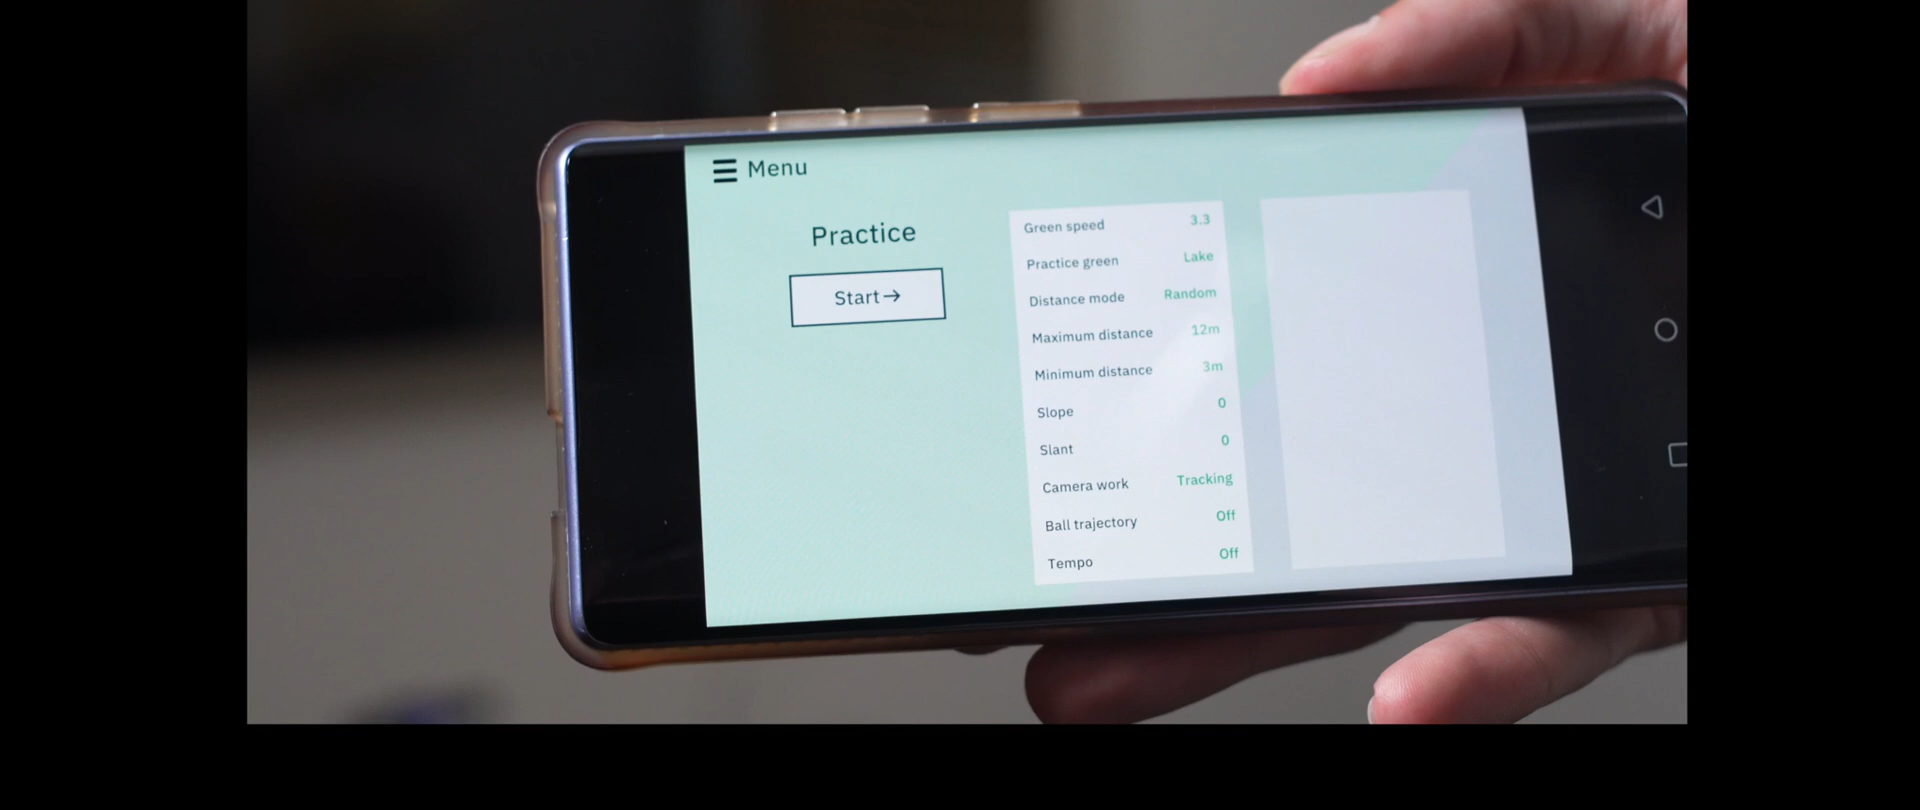 Menu
Practice
Start→
Green speed 3.3
Practice green Lake
Distance mode Random
Maximum distance 12m
Minimum distance 3m
Slope 0
Slant 0
Camera work Tracking
Ball trajectory Off
Tempo Off